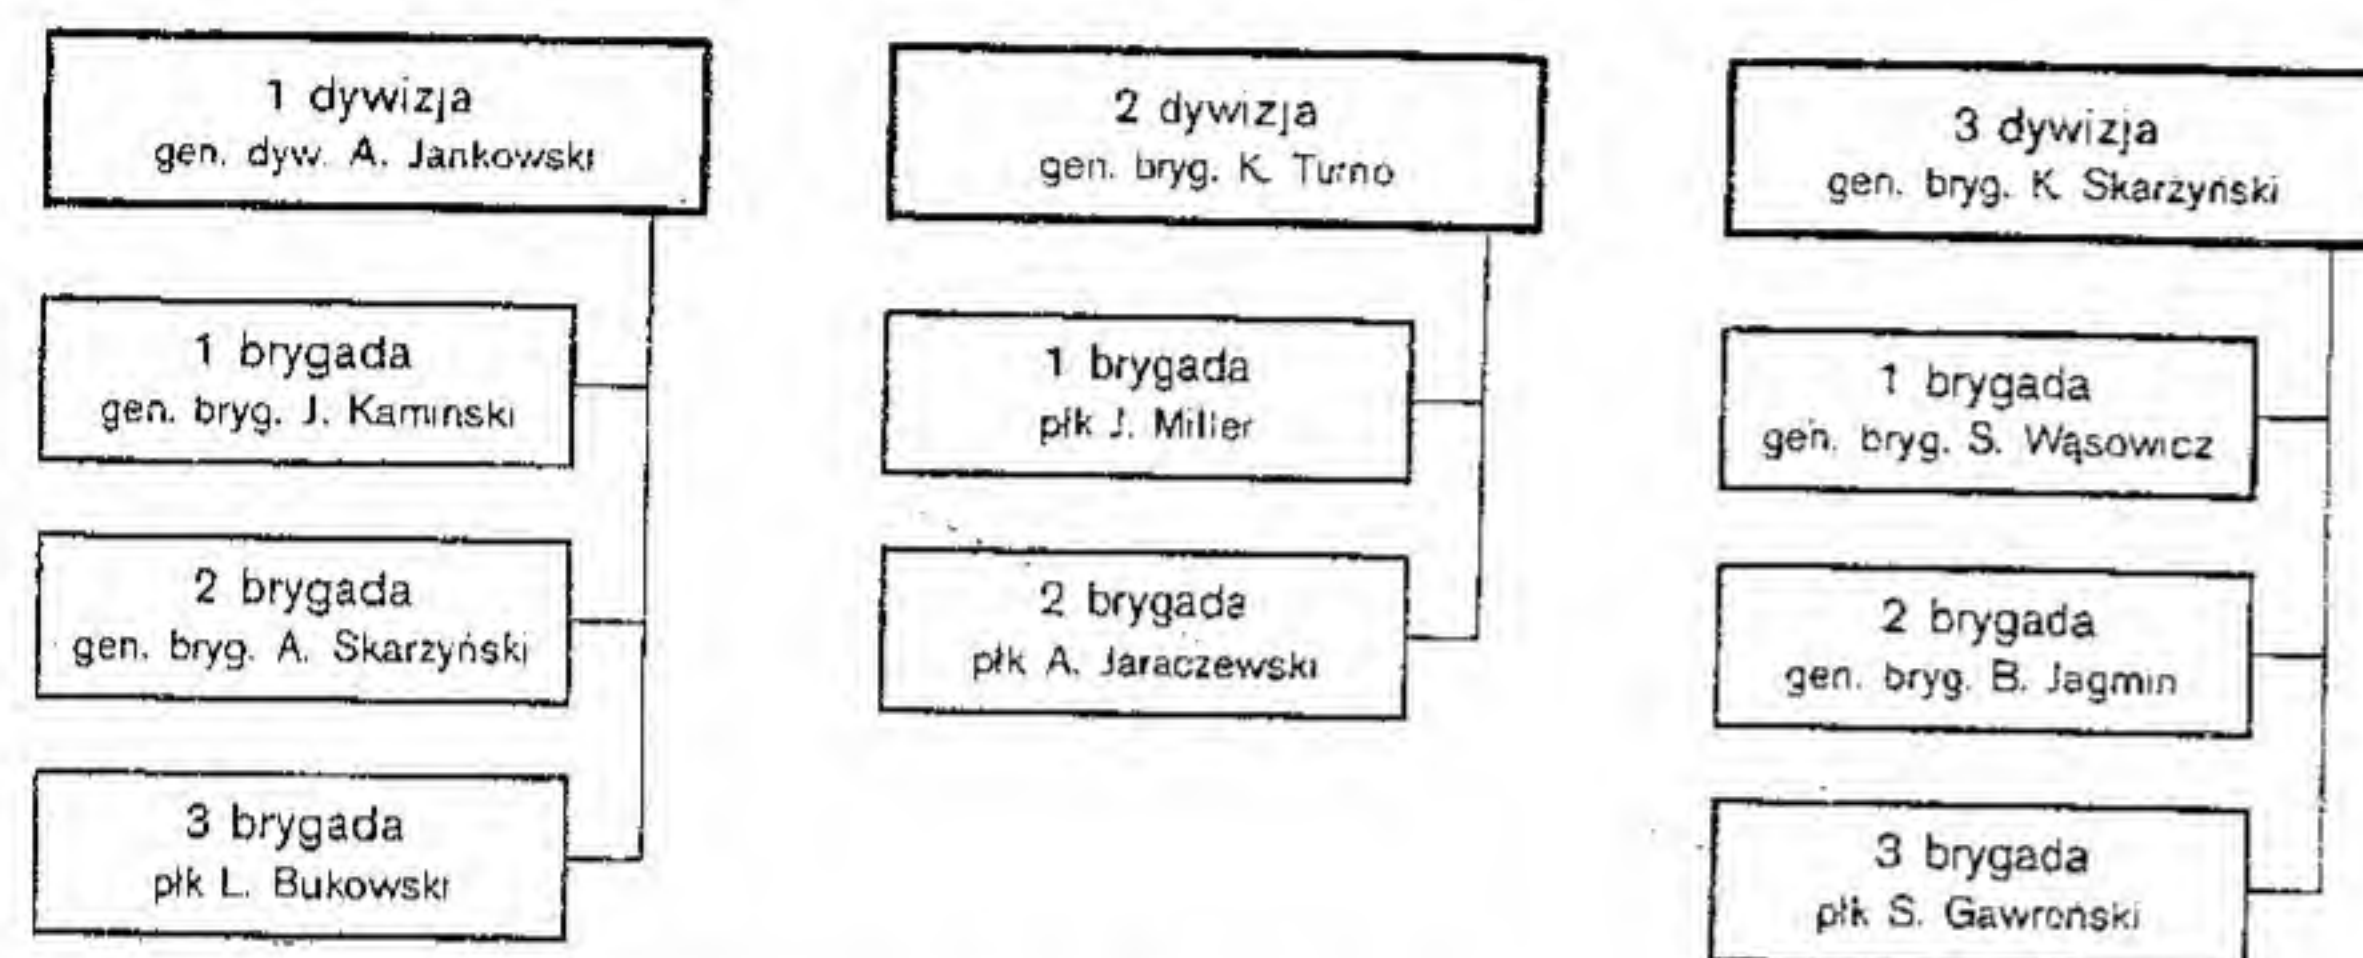 1 dywizja
gen. dyw. A. Jankowski
1 brygada
gen. bryg. J. Kamiński
2 brygada
gen. bryg. A. Skarzyński
3 brygada
płk L. Bukowski
2 dywizja
gen. bryg. K. Turno
1 brygada
płk J. Miller
2 brygada
płk A. Jaraczewski
3 dywizja
gen. bryg. K. Skarzyński
1 brygada
gen. bryg. S. Wąsowicz
2 brygada
gen. bryg. B. Jagmin
3 brygada
płk S. Gawroński